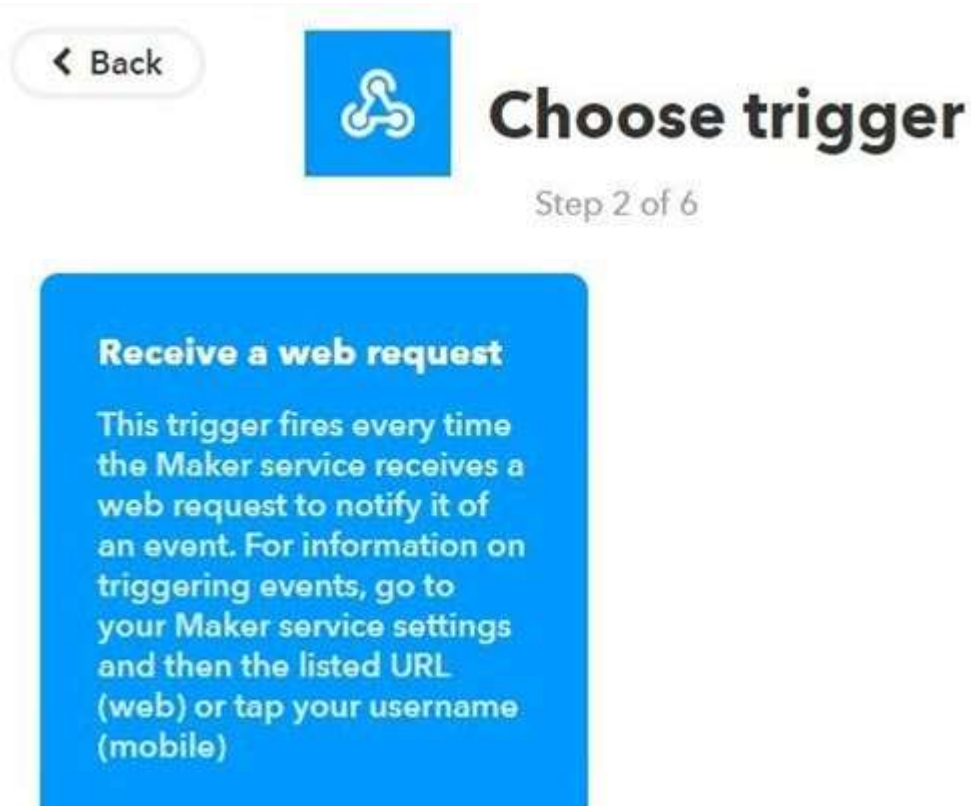 Back
Choose trigger
Step 2 of 6
Receive a web request
This trigger fires every time
the Maker service receives a
web request to notify it of
an event. For information on
triggering events, go to
your Maker service settings
and then the listed URL
(web) or tap your username
(mobile)